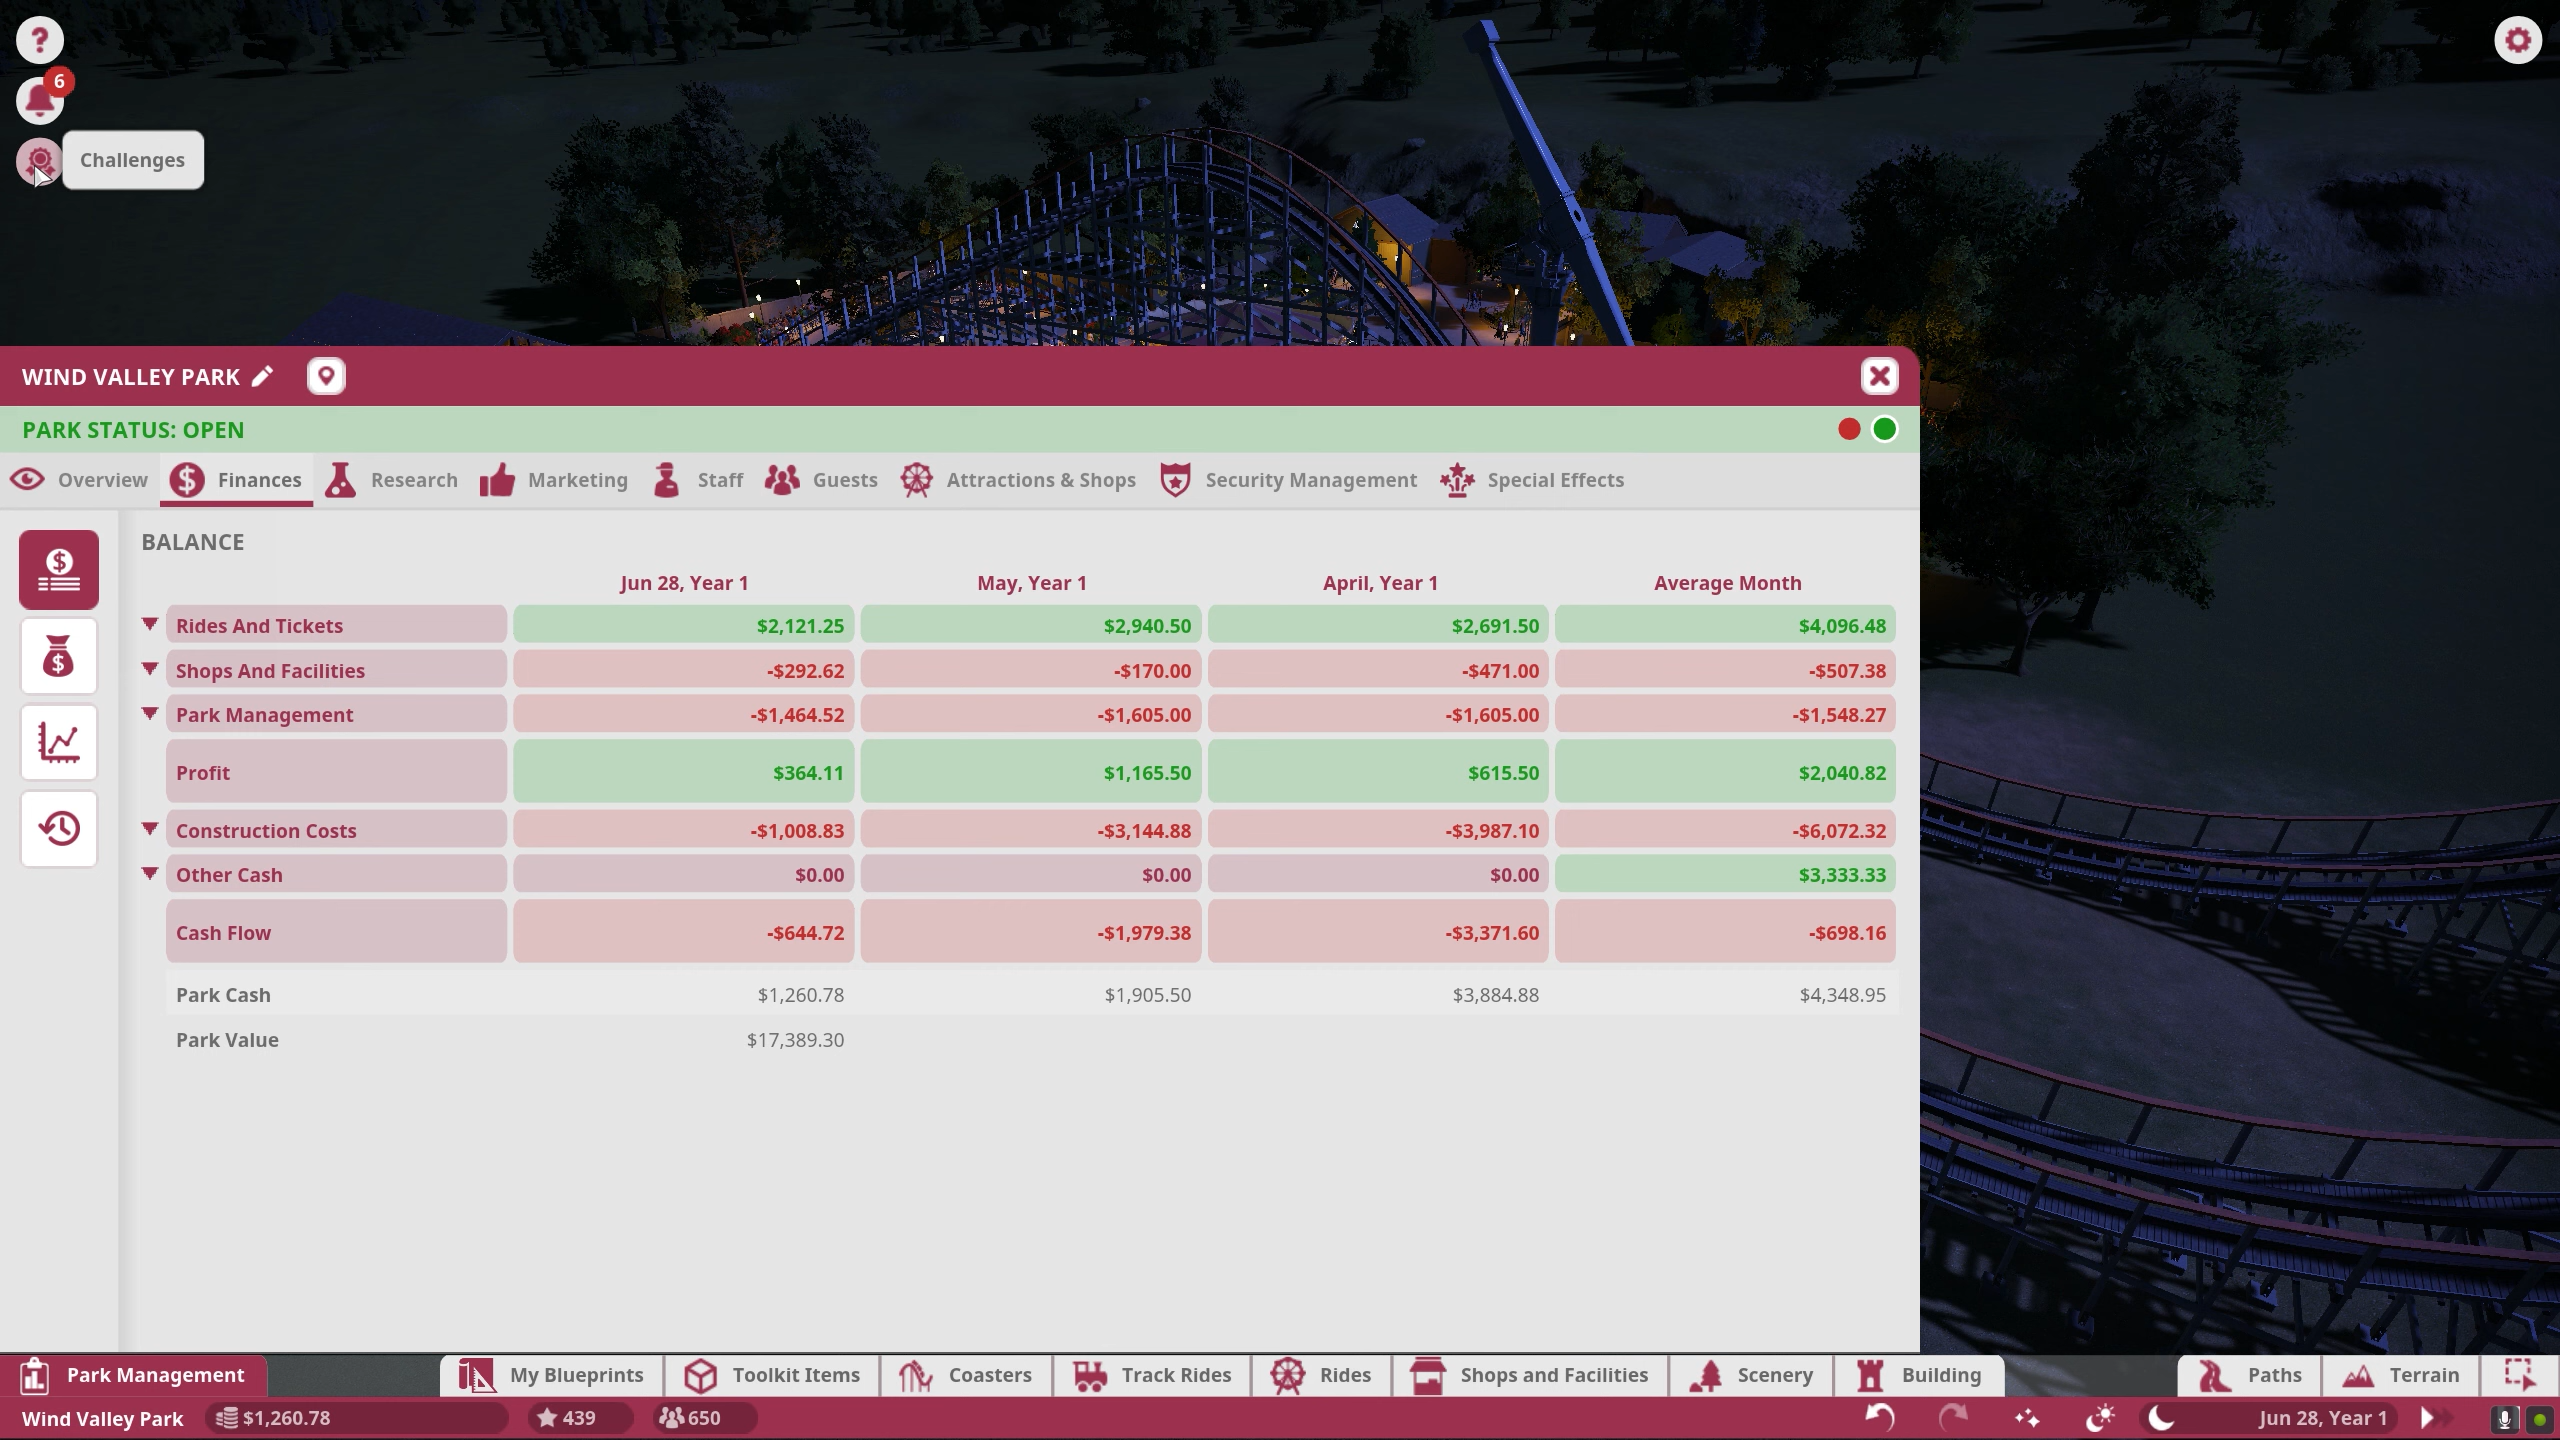 ?
6
Challenges
WIND VALLEY PARK
PARK STATUS: OPEN
Overview Finances Research Marketing Staff Guests Attractions & Shops Security Management Special Effects
BALANCE
Jun 28, Year 1 May, Year 1 April, Year 1 Average Month
Rides And Tickets $2,121.25 $2,940.50 $2,691.50 $4,096.48
Shops And Facilities -$292.62 -$170.00 -$471.00 -$507.38
Park Management -$1,464.52 -$1,605.00 -$1,605.00 -$1,548.27
Profit $364.11 $1,165.50 $615.50 $2,040.82
Construction Costs -$1,008.83 -$3,144.88 -$3,987.10 -$6,072.32
Other Cash $0.00 $0.00 $0.00 $3,333.33
Cash Flow -$644.72 -$1,979.38 -$3,371.60 -$698.16
Park Cash $1,260.78 $1,905.50 $3,884.88 $4,348.95
Park Value $17,389.30
Park Management My Blueprints Toolkit Items Coasters Track Rides Rides Shops and Facilities Scenery Building Paths Terrain
Wind Valley Park $1,260.78 439 650 Jun 28, Year 1